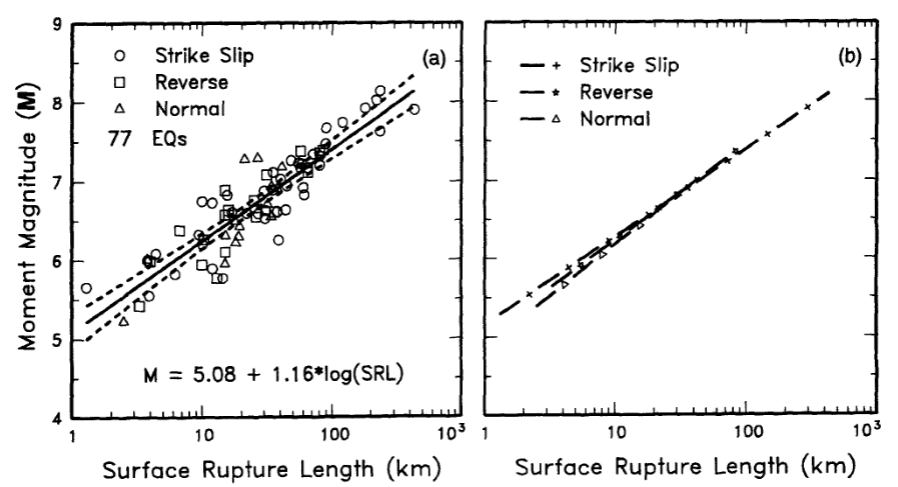 9
8
7
6
5
4
Moment Magnitude (M)
(a)
Strike Slip
Reverse
Normal
77 EQs
M = 5.08 + 1.16*log(SRL)
1 10 100 10³
Surface Rupture Length (km)
(b)
Strike Slip
Reverse
Normal
1 10 100 10³
Surface Rupture Length (km)